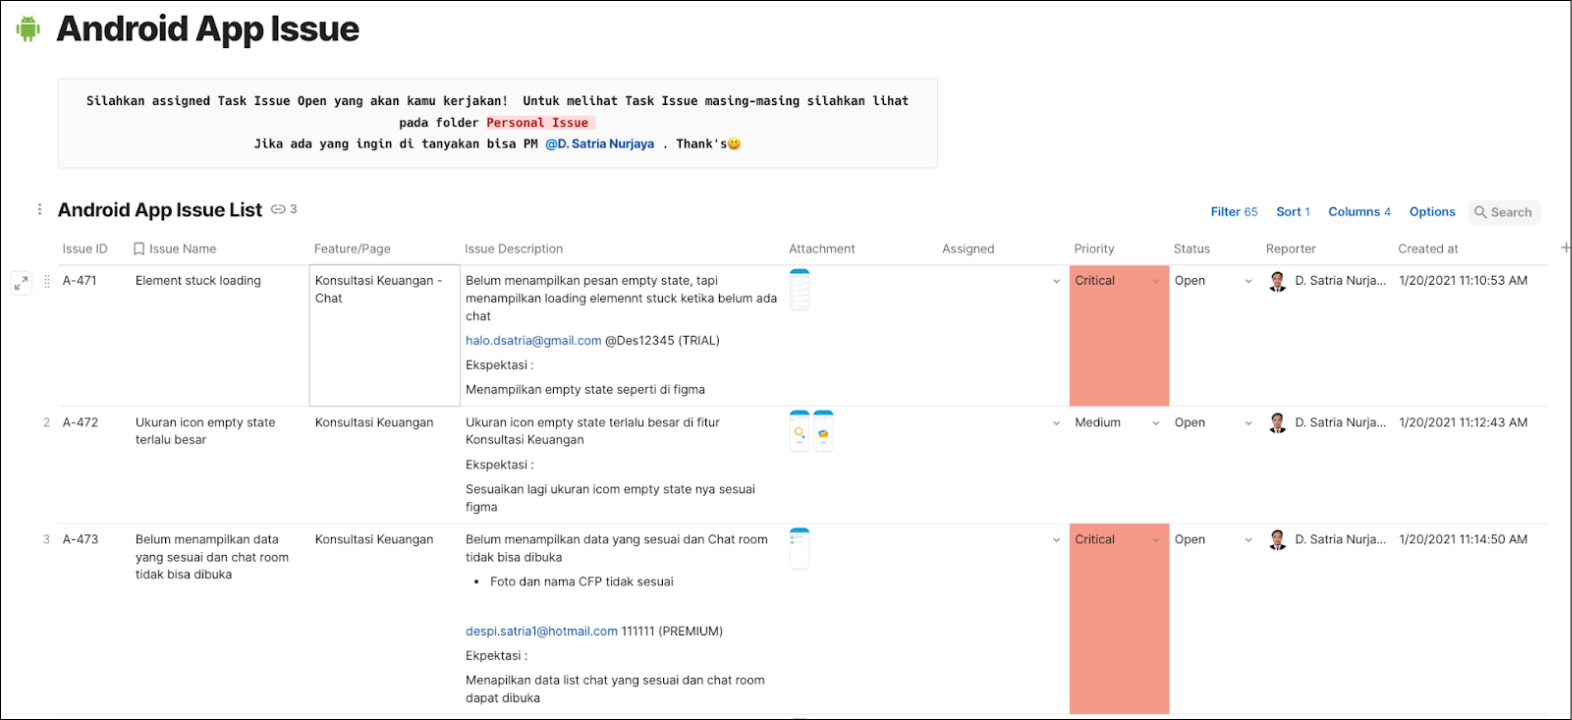 Android App Issue
Silahkan assigned Task Issue Open yang akan kamu kerjakan!  Untuk melihat Task Issue masing-masing silahkan lihat
pada folder Personal Issue
Jika ada yang ingin di tanyakan bisa PM @D. Satria Nurjaya . Thank's😃
Android App Issue List 3
Filter 65 Sort 1 Columns 4 Options Search
Issue ID Issue Name Feature/Page Issue Description Attachment Assigned Priority Status Reporter Created at
A-471
Element stuck loading
Konsultasi Keuangan -
Chat
Belum menampilkan pesan empty state, tapi
menampilkan loading elemennt stuck ketika belum ada
chat
halo.dsatria@gmail.com @Des12345 (TRIAL)
Ekspektasi :
Menampilkan empty state seperti di figma
Critical
Open
D. Satria Nurja...
1/20/2021 11:10:53 AM
2
A-472
Ukuran icon empty state
terlalu besar
Konsultasi Keuangan
Ukuran icon empty state terlalu besar di fitur
Konsultasi Keuangan
Ekspektasi :
Sesuaikan lagi ukuran icom empty state nya sesuai
figma
Medium
Open
D. Satria Nurja...
1/20/2021 11:12:43 AM
3
A-473
Belum menampilkan data
yang sesuai dan chat room
tidak bisa dibuka
Konsultasi Keuangan
Belum menampilkan data yang sesuai dan Chat room
tidak bisa dibuka
• Foto dan nama CFP tidak sesuai
despi.satria1@hotmail.com 111111 (PREMIUM)
Ekpektasi :
Menapilkan data list chat yang sesuai dan chat room
dapat dibuka
Critical
Open
D. Satria Nurja...
1/20/2021 11:14:50 AM